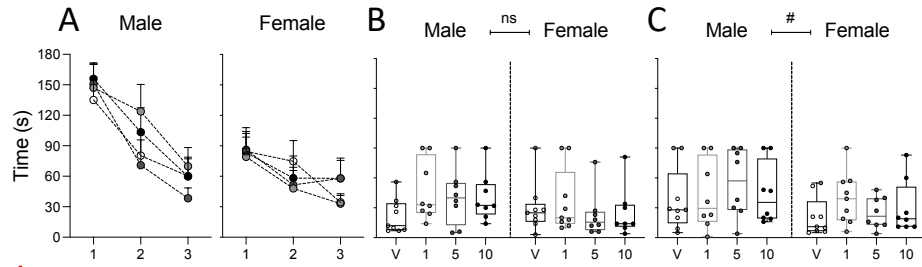 A Male Female
B Male ns Female
C Male # Female
Time (s)
180
150
120
90
60
30
0
1 2 3
1 2 3
V 1 5 10 V 1 5 10
V 1 5 10 V 1 5 10